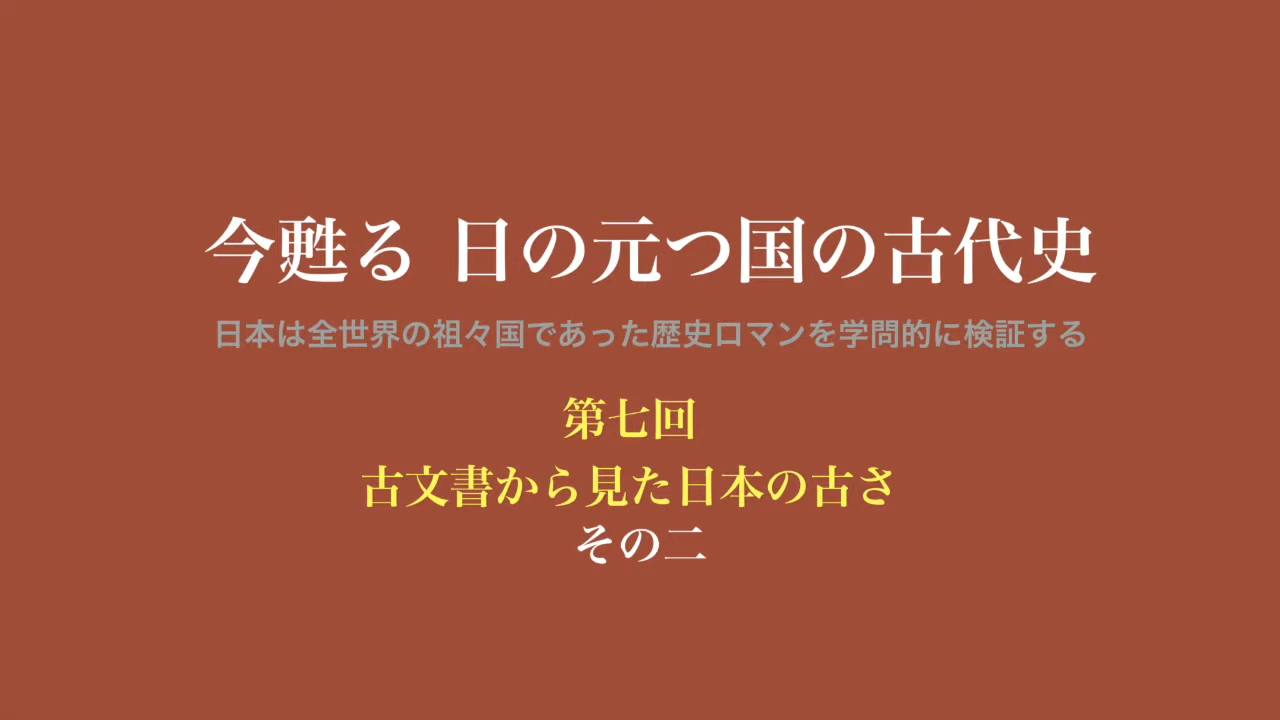 今甦る 日の元つ国の古代史
日本は全世界の祖々国であった歴史ロマンを学問的に検証する
第七回
古文書から見た日本の古さ
その二